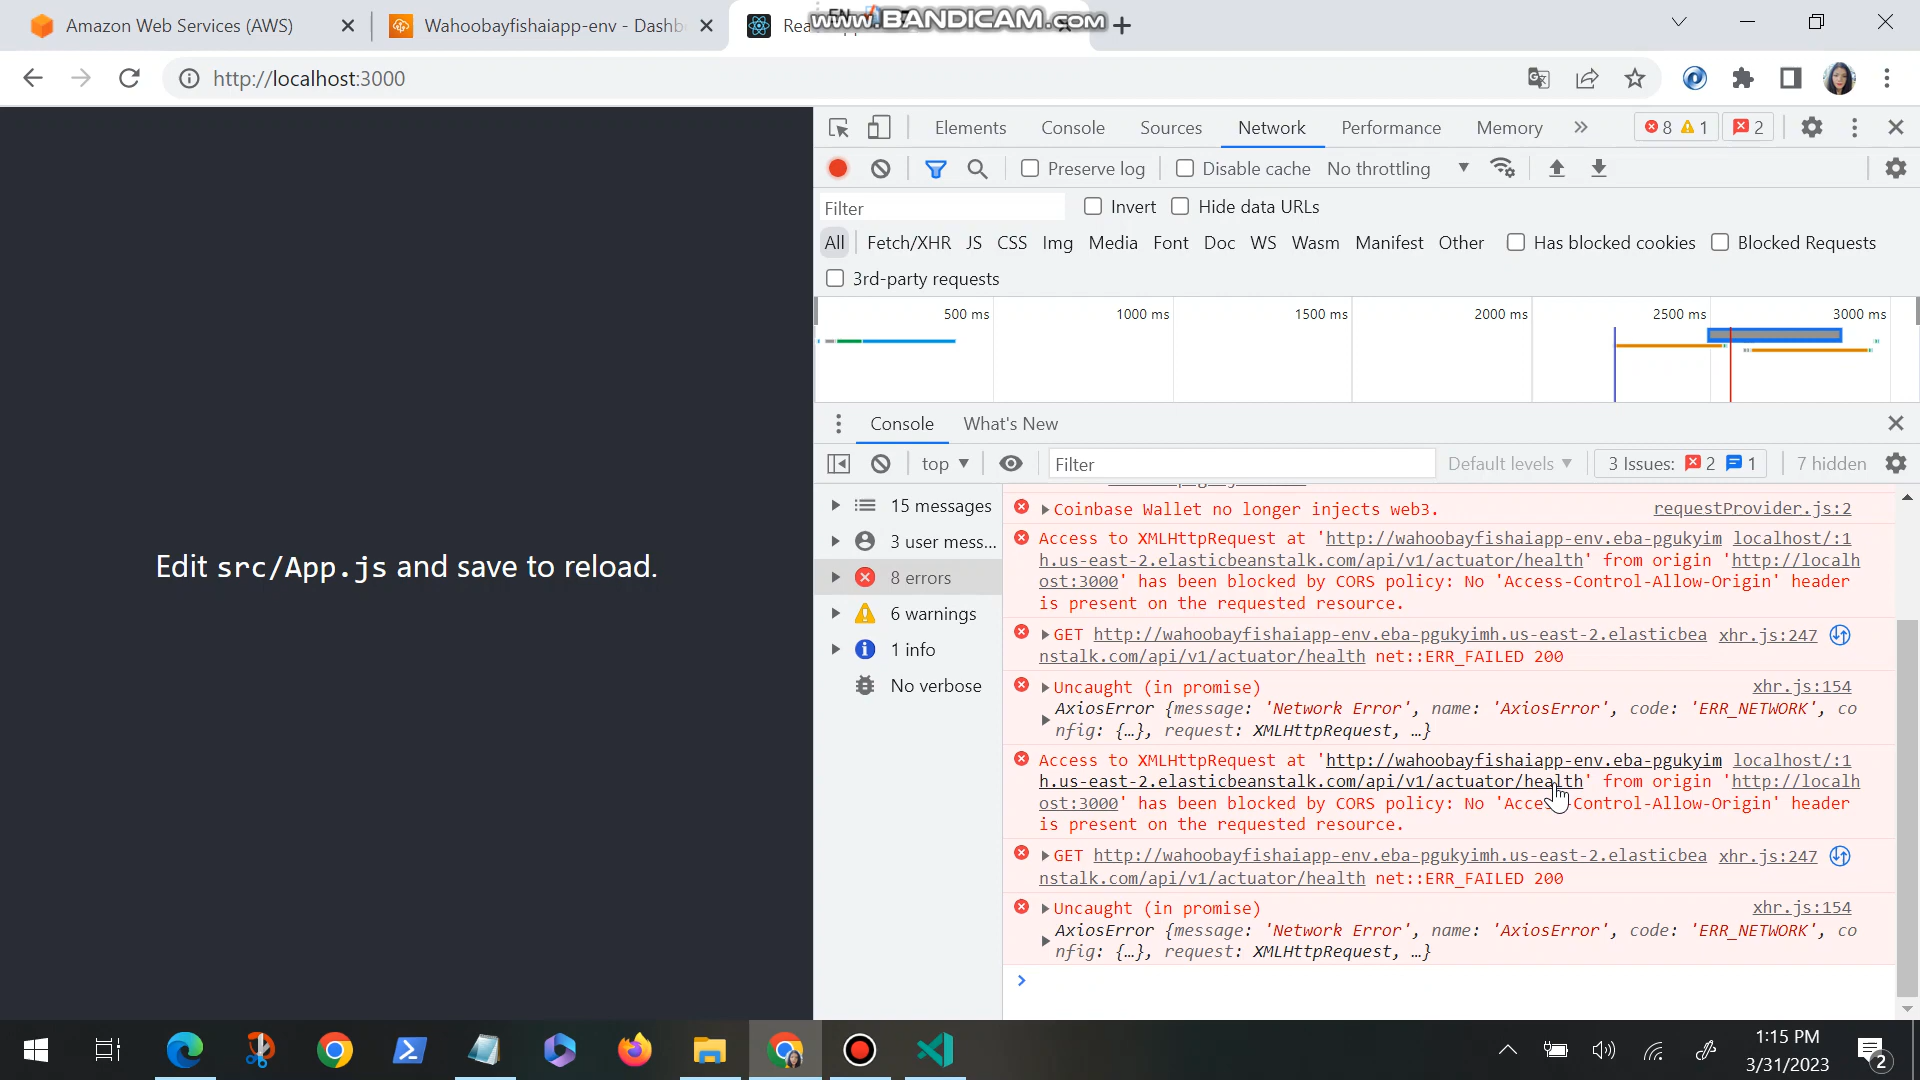 Amazon Web Services (AWS)
Wahoobayfishaiapp-env - Dashb
Rea
www.BANDICAM.com
EN
http://localhost:3000
Elements Console Sources Network Performance Memory » 8 1 2
Preserve log Disable cache No throttling
Filter Invert Hide data URLs
All Fetch/XHR JS CSS Img Media Font Doc WS Wasm Manifest Other Has blocked cookies Blocked Requests
3rd-party requests
500 ms 1000 ms 1500 ms 2000 ms 2500 ms 3000 ms
Console What's New
top Filter Default levels 3 Issues: 2 1 7 hidden
15 messages
3 user mess...
8 errors
6 warnings
1 info
No verbose
Coinbase Wallet no longer injects web3. requestProvider.js:2
Access to XMLHttpRequest at 'http://wahoobayfishaiapp-env.eba-pgukyim localhost/:1
h.us-east-2.elasticbeanstalk.com/api/v1/actuator/health' from origin 'http://localh
ost:3000' has been blocked by CORS policy: No 'Access-Control-Allow-Origin' header
is present on the requested resource.
GET http://wahoobayfishaiapp-env.eba-pgukyimh.us-east-2.elasticbea xhr.js:247
nstalk.com/api/v1/actuator/health net::ERR_FAILED 200
Uncaught (in promise) xhr.js:154
AxiosError {message: 'Network Error', name: 'AxiosError', code: 'ERR_NETWORK', co
nfig: {…}, request: XMLHttpRequest, …}
Access to XMLHttpRequest at 'http://wahoobayfishaiapp-env.eba-pgukyim localhost/:1
h.us-east-2.elasticbeanstalk.com/api/v1/actuator/health' from origin 'http://localh
ost:3000' has been blocked by CORS policy: No 'Access-Control-Allow-Origin' header
is present on the requested resource.
GET http://wahoobayfishaiapp-env.eba-pgukyimh.us-east-2.elasticbea xhr.js:247
nstalk.com/api/v1/actuator/health net::ERR_FAILED 200
Uncaught (in promise) xhr.js:154
AxiosError {message: 'Network Error', name: 'AxiosError', code: 'ERR_NETWORK', co
nfig: {…}, request: XMLHttpRequest, …}
Edit src/App.js and save to reload.
1:15 PM
3/31/2023
2